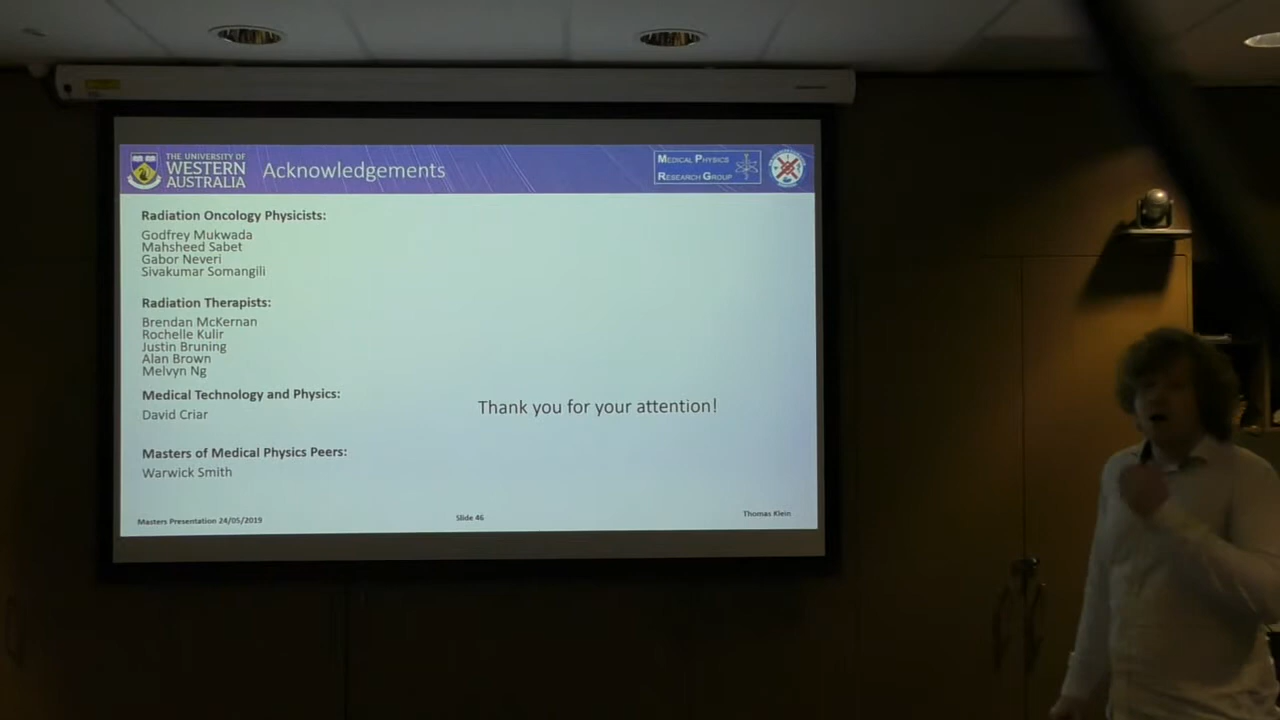 THE UNIVERSITY OF
WESTERN
AUSTRALIA
Acknowledgements
MEDICAL PHYSICS
RESEARCH GROUP
Radiation Oncology Physicists:
Godfrey Mukwada
Mahsheed Sabet
Gabor Neveri
Sivakumar Somangili
Radiation Therapists:
Brendan McKernan
Rochelle Kulir
Justin Bruning
Alan Brown
Melvyn Ng
Medical Technology and Physics:
David Criar
Thank you for your attention!
Masters of Medical Physics Peers:
Warwick Smith
Masters Presentation 24/05/2019
Slide 46
Thomas Klein